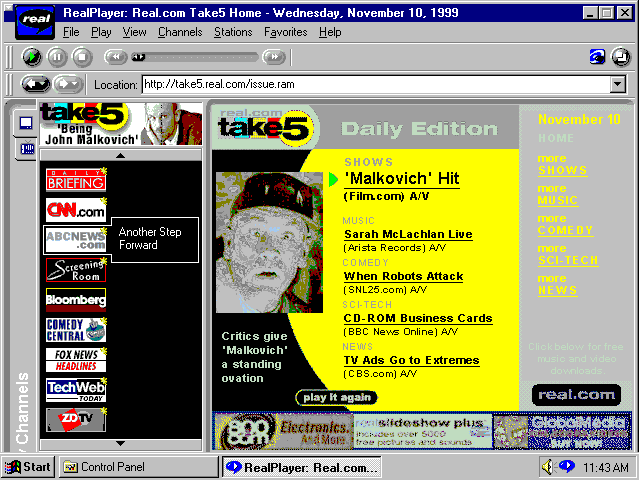 real
RealPlayer: Real.com Take5 Home - Wednesday, November 10, 1999
File Play View Channels Stations Favorites Help
Location: http://take5.real.com/issue.ram
take5
'Being
John Malkovich'
DAILY
BRIEFING
CNN.com
ABCNEWS
.com
Another Step
Forward
Screening
Room
Bloomberg
COMEDY
CENTRAL
FOX NEWS
HEADLINES
TechWeb
TODAY
ZDTV
Channels
real.com
take5
Daily Edition
SHOWS
'Malkovich' Hit
(Film.com) A/V
MUSIC
Sarah McLachlan Live
(Arista Records) A/V
COMEDY
When Robots Attack
(SNL25.com) A/V
SCI-TECH
CD-ROM Business Cards
(BBC News Online) A/V
NEWS
TV Ads Go to Extremes
(CBS.com) A/V
Critics give
'Malkovich'
a standing
ovation
play it again
November 10
HOME
more
SHOWS
more
MUSIC
more
COMEDY
more
SCI-TECH
more
NEWS
Click below for free
music and video
downloads.
real.com
Electronics.
And More.
real slideshow plus
includes over 5000
free pictures and sounds
GlobalMedia
Start
Control Panel
RealPlayer: Real.com...
11:43 AM